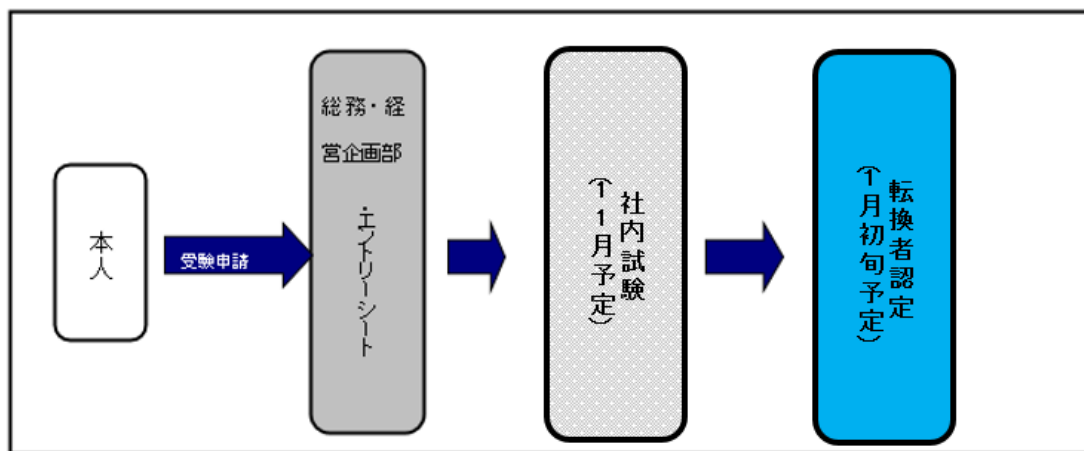 本人
受験申請
総務・経
営企画部
・エントリーシート
社内試験
(11月予定)
転換者認定
(1月初旬予定)